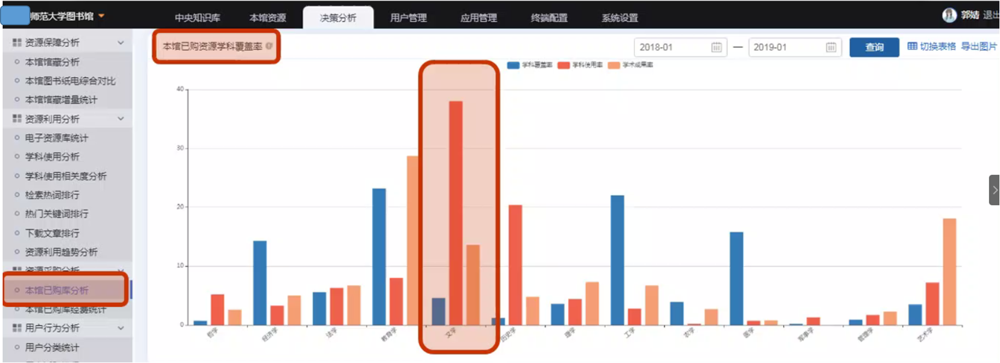 师范大学图书馆
中央知识库 本馆资源 决策分析 用户管理 应用管理 终端配置 系统设置
郭婧 退出
资源保障分析
本馆馆藏分析
本馆图书纸电综合对比
本馆馆藏增量统计
资源利用分析
电子资源库统计
学科使用分析
学科使用相关度分析
检索热词排行
热门关键词排行
下载文章排行
资源利用趋势分析
资源采购分析
本馆已购库分析
本馆已购库经费统计
用户行为分析
用户分类统计
本馆已购资源学科覆盖率
2018-01 — 2019-01 查询 切换表格 导出图片
学科覆盖率 学科使用率 学术成果率
40
30
20
10
0
哲学 经济学 法学 教育学 文学 历史学 理学 工学 农学 医学 军事学 管理学 艺术学